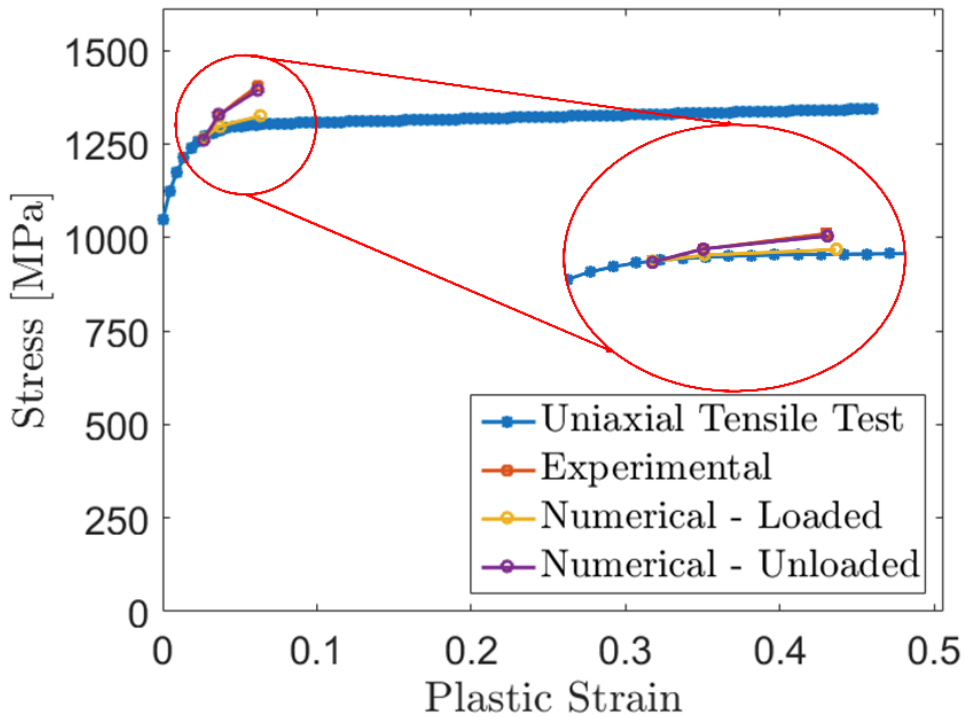 Stress [MPa]
1500
1250
1000
750
500
250
0
Uniaxial Tensile Test
Experimental
Numerical - Loaded
Numerical - Unloaded
0 0.1 0.2 0.3 0.4 0.5
Plastic Strain